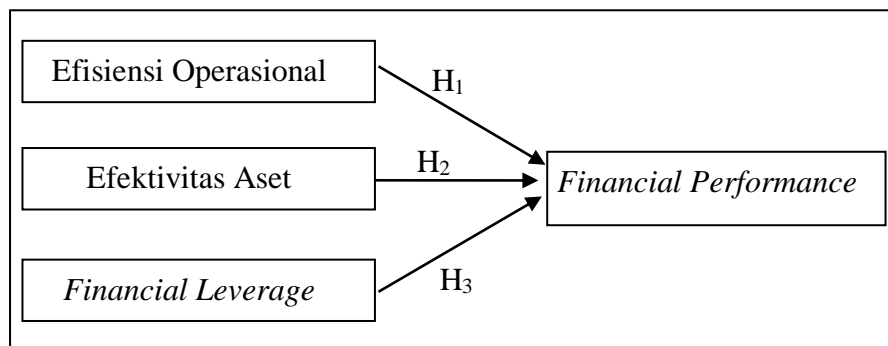 Efisiensi Operasional
H1
Efektivitas Aset
H2
Financial Performance
Financial Leverage
H3